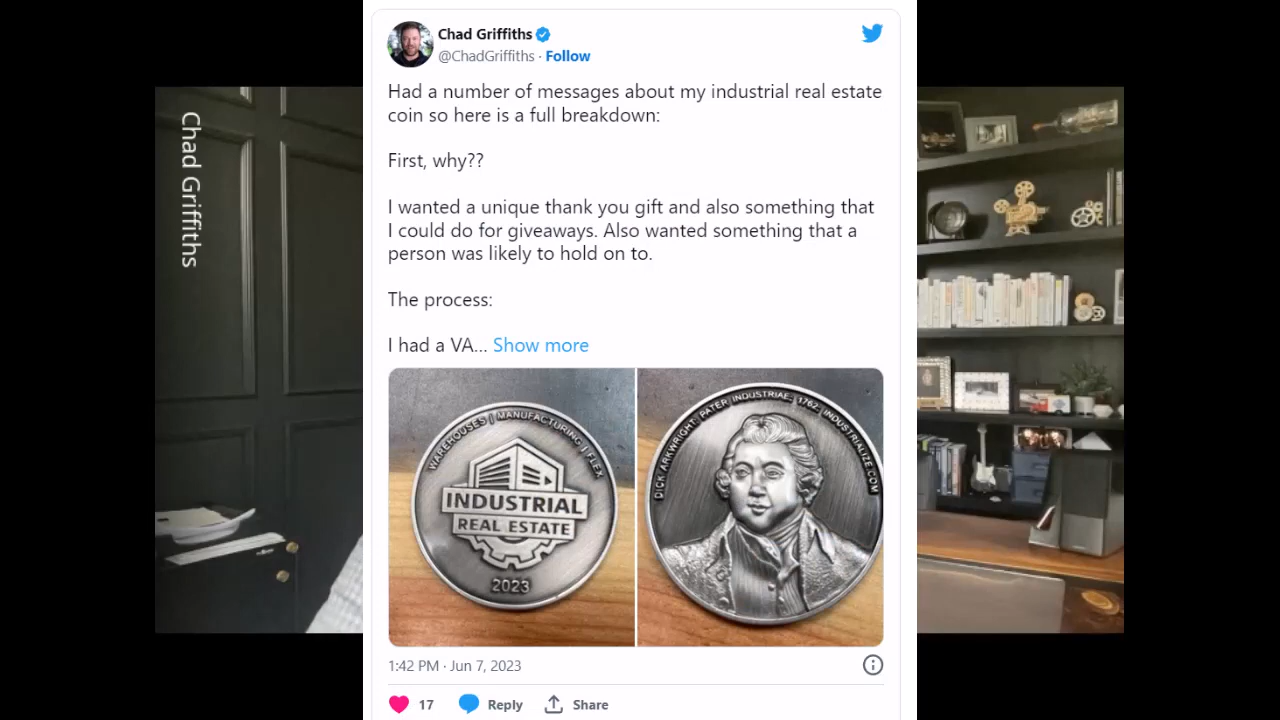 Chad Griffiths
Chad Griffiths
@ChadGriffiths · Follow
Had a number of messages about my industrial real estate
coin so here is a full breakdown:
First, why??
I wanted a unique thank you gift and also something that
I could do for giveaways. Also wanted something that a
person was likely to hold on to.
The process:
I had a VA... Show more
WAREHOUSES | MANUFACTURING | FLEX
INDUSTRIAL
REAL ESTATE
2023
DICK ARKWRIGHT: PATER INDUSTRIAE: 1762: INDUSTRIALIZE.COM
1:42 PM · Jun 7, 2023
17 Reply Share